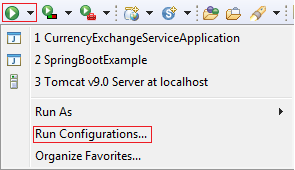 1 CurrencyExchangeServiceApplication
2 SpringBootExample
3 Tomcat v9.0 Server at localhost
Run As
Run Configurations...
Organize Favorites...